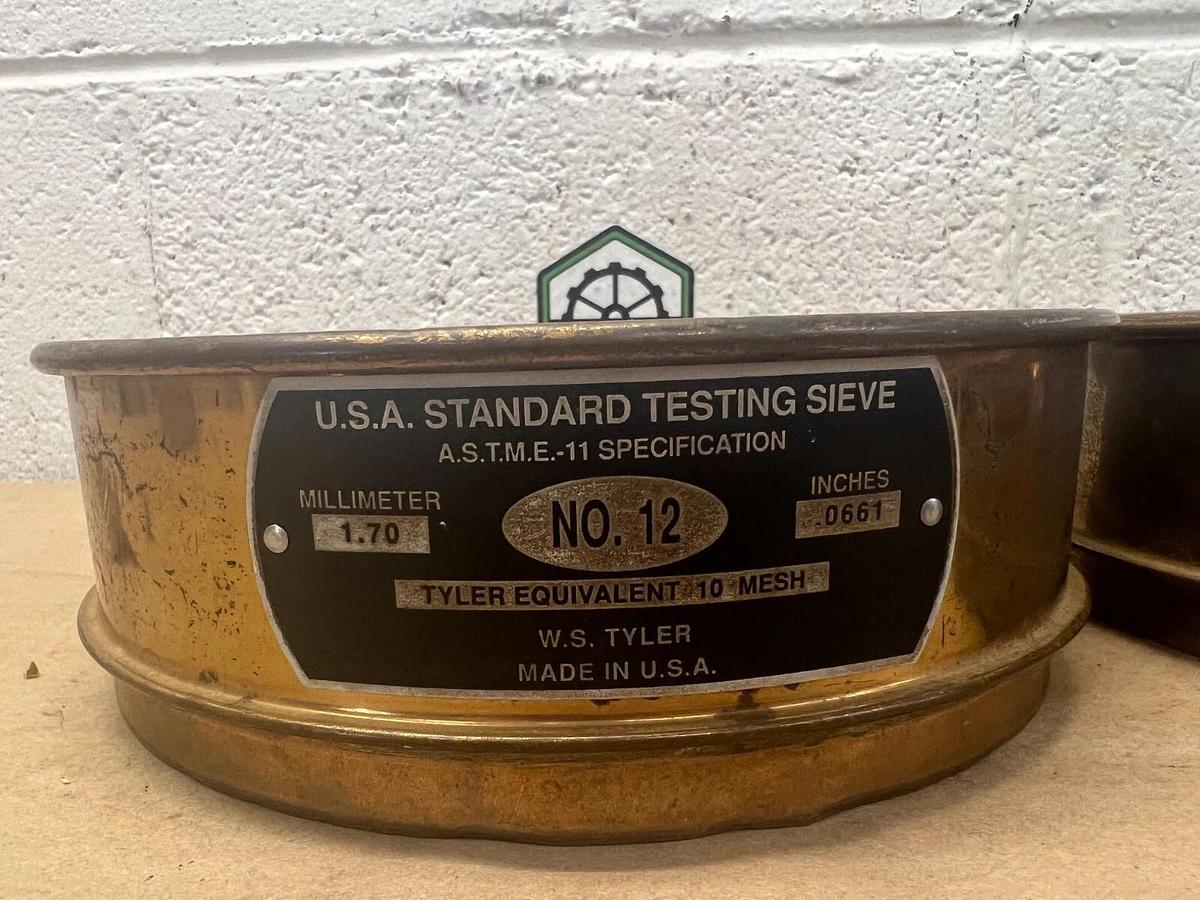 U.S.A. STANDARD TESTING SIEVE
A.S.T.M.E.-11 SPECIFICATION
MILLIMETER
1.70
NO. 12
INCHES
.0661
TYLER EQUIVALENT 10 MESH
W.S. TYLER
MADE IN U.S.A.